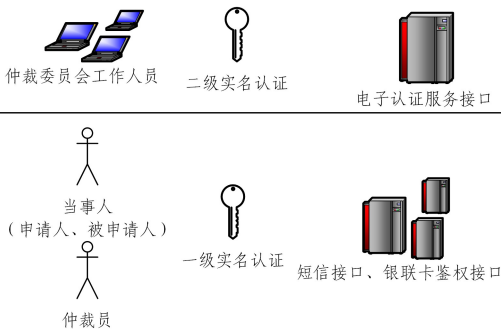 仲裁委员会工作人员
二级实名认证
电子认证服务接口
当事人
（申请人、被申请人）
一级实名认证
短信接口、银联卡鉴权接口
仲裁员